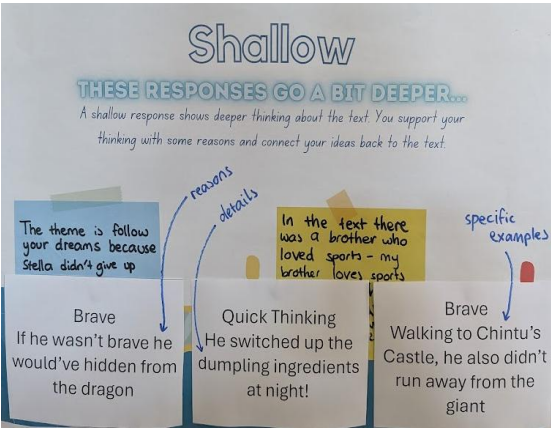 Shallow
THESE RESPONSES GO A BIT DEEPER...
A shallow response shows deeper thinking about the text. You support your
thinking with some reasons and connect your ideas back to the text.
reasons
details
specific
examples
The theme is follow
your dreams because
Stella didn't give up
In the text there
was a brother who
loved sports - my
brother loves sports
Brave
If he wasn't brave he
would've hidden from
the dragon
Quick Thinking
He switched up the
dumpling ingredients
at night!
Brave
Walking to Chintu's
Castle, he also didn't
run away from the
giant